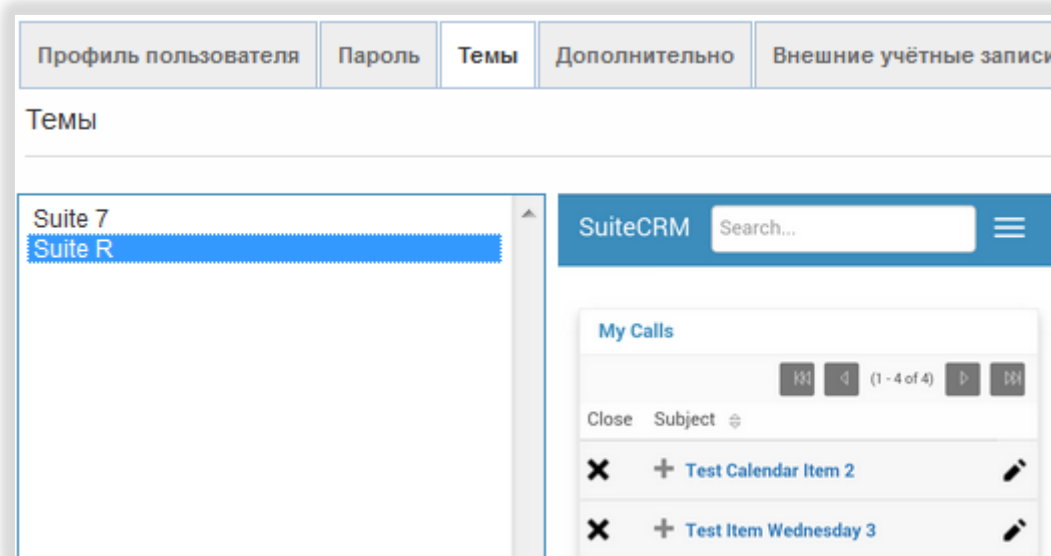 Профиль пользователя Пароль Темы Дополнительно Внешние учётные записи
Темы
Suite 7
Suite R
SuiteCRM Search...
My Calls
(1 - 4 of 4)
Close Subject
Test Calendar Item 2
Test Item Wednesday 3